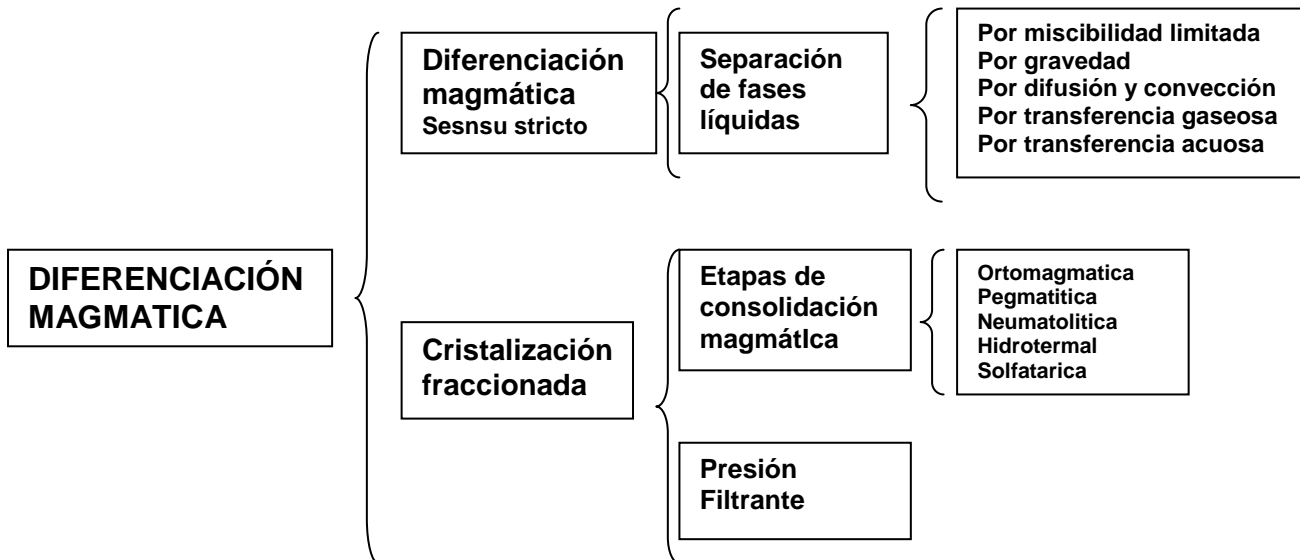 DIFERENCIACIÓN
MAGMATICA
Diferenciación
magmática
Sesnsu stricto
Separación
de fases
líquidas
Por miscibilidad limitada
Por gravedad
Por difusión y convección
Por transferencia gaseosa
Por transferencia acuosa
Cristalización
fraccionada
Etapas de
consolidación
magmátIca
Ortomagmatica
Pegmatitica
Neumatolitica
Hidrotermal
Solfatarica
Presión
Filtrante